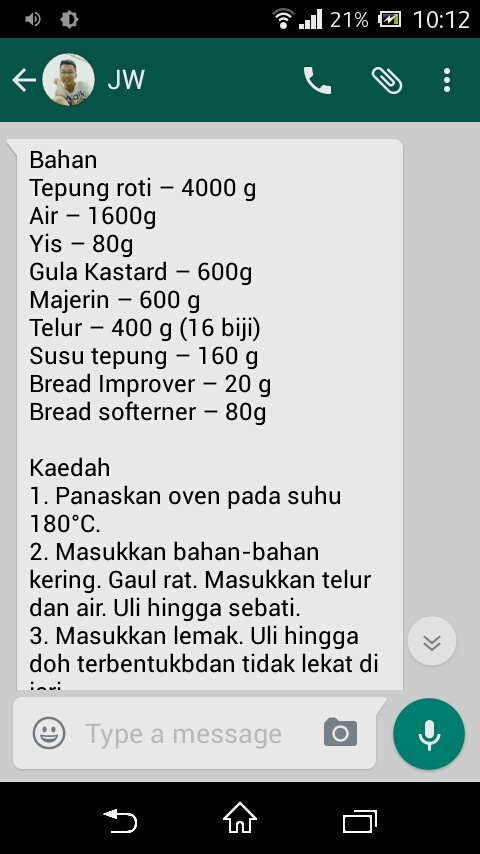 21% 10:12
JW
Bahan
Tepung roti – 4000 g
Air – 1600g
Yis – 80g
Gula Kastard – 600g
Majerin – 600 g
Telur – 400 g (16 biji)
Susu tepung – 160 g
Bread Improver – 20 g
Bread softerner – 80g
Kaedah
1. Panaskan oven pada suhu
180°C.
2. Masukkan bahan-bahan
kering. Gaul rat. Masukkan telur
dan air. Uli hingga sebati.
3. Masukkan lemak. Uli hingga
doh terbentukbdan tidak lekat di
Type a message